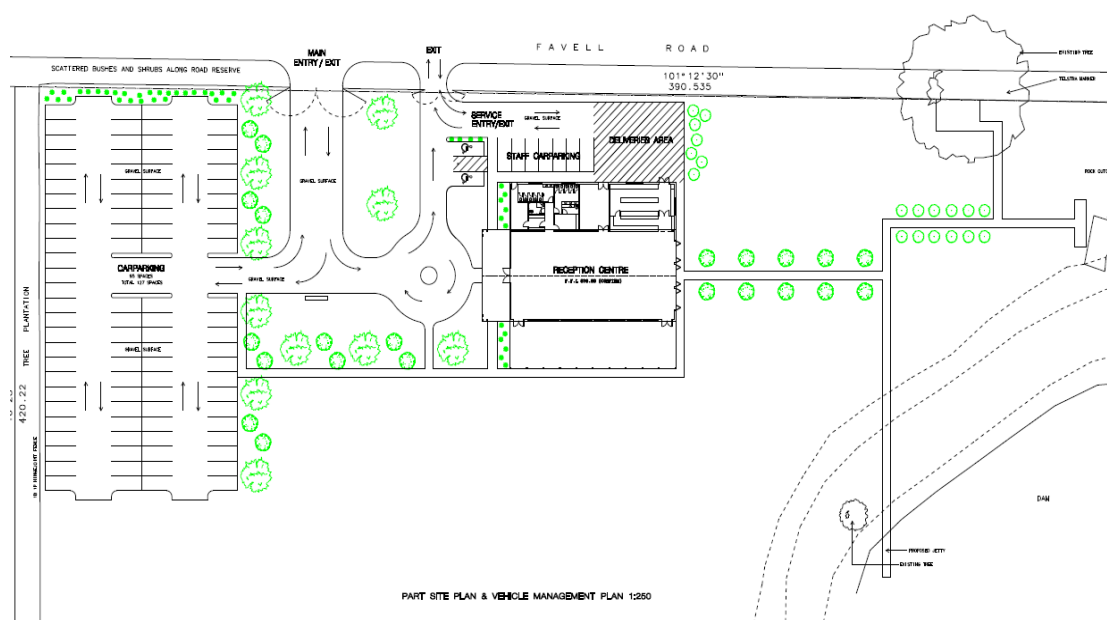 FAVELL ROAD
MAIN
ENTRY/EXIT
EXIT
EXISTING TREE
SCATTERED BUSHES AND SHRUBS ALONG ROAD RESERVE
101°12'30"
390.535
TELSTRA MARKER
SERVICE
ENTRY/EXIT
GRAVEL SURFACE
DELIVERIES AREA
STAFF CARPARKING
GRAVEL SURFACE
GRAVEL SURFACE
CARPARKING
TOTAL 127 SPACES
GRAVEL SURFACE
RECEPTION CENTRE
GRAVEL SURFACE
420.22 TREE PLANTATION
DAM
PROPOSED JETTY
EXISTING TREE
PART SITE PLAN & VEHICLE MANAGEMENT PLAN 1:250